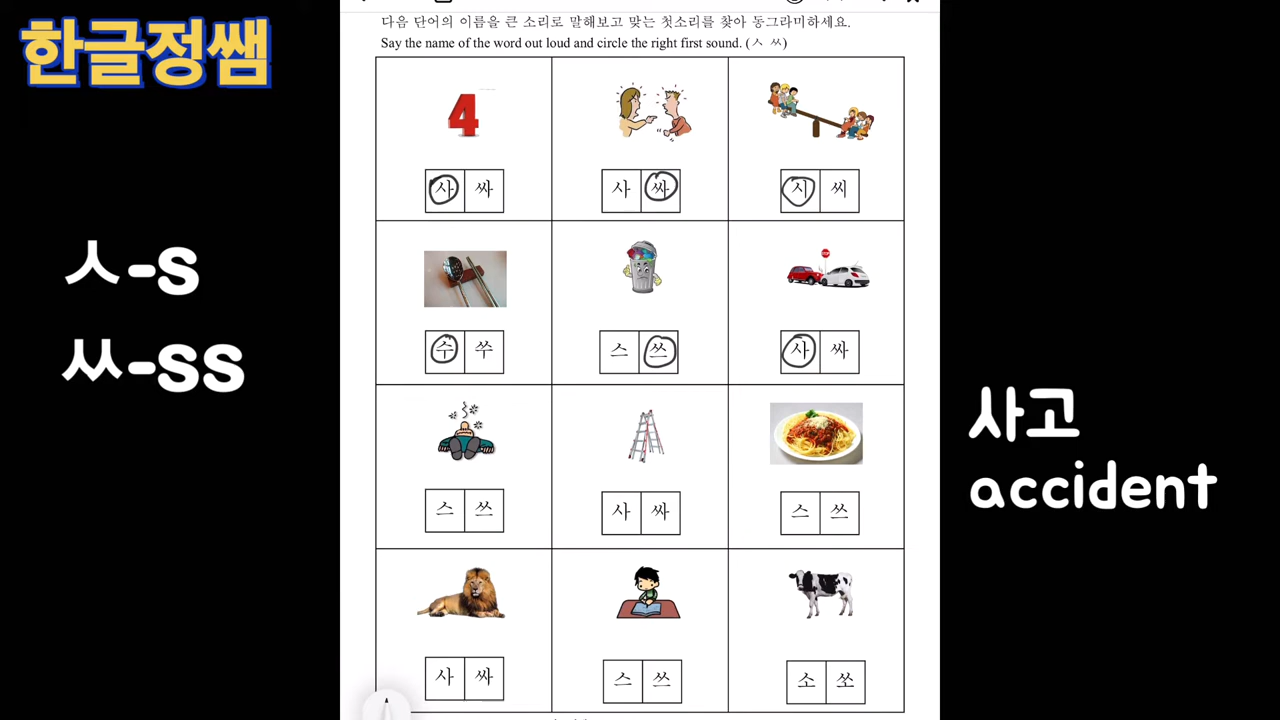 한글정쌤
다음 단어의 이름을 큰 소리로 말해보고 맞는 첫소리를 찾아 동그라미하세요.
Say the name of the word out loud and circle the right first sound. (ㅅ ㅆ)
4
사 싸
사 싸
시 씨
수 쑤
스 쓰
STOP
사 싸
스 쓰
사 싸
스 쓰
사 싸
스 쓰
소 쏘
ㅅ-s
ㅆ-ss
사고
accident